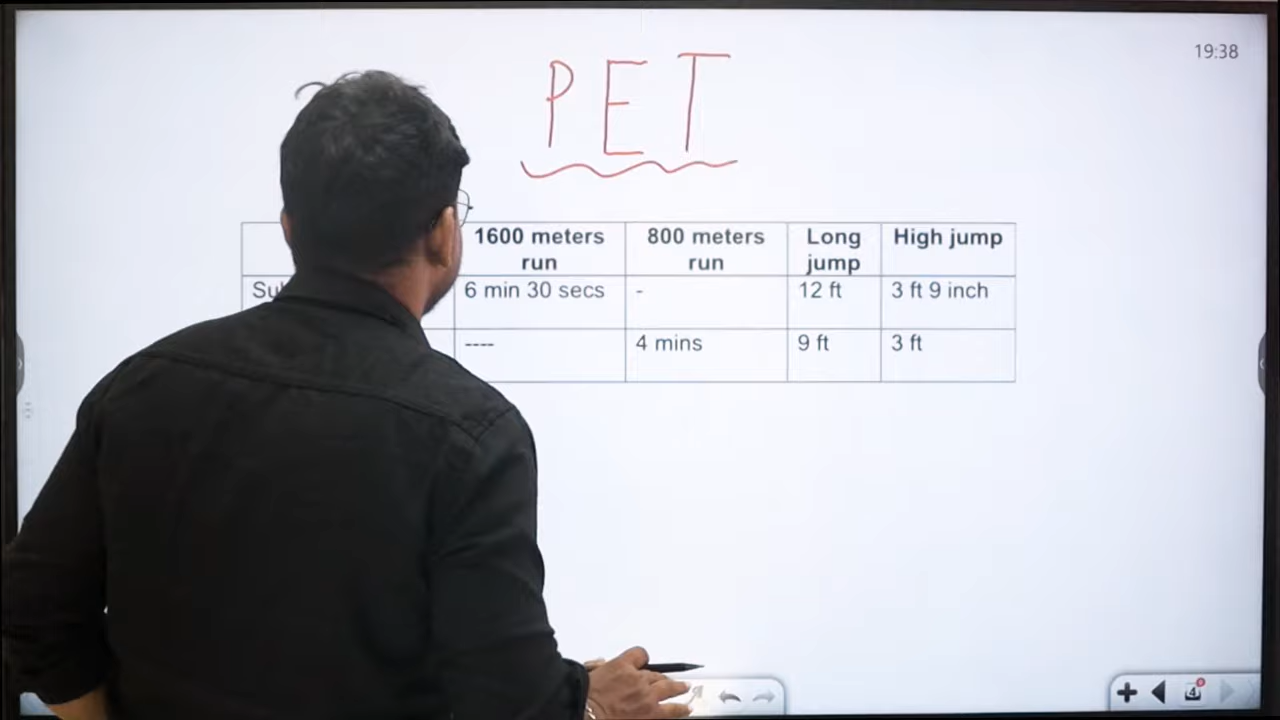 19:38
PET
1600 meters run 800 meters run Long jump High jump
6 min 30 secs - 12 ft 3 ft 9 inch
---- 4 mins 9 ft 3 ft
4